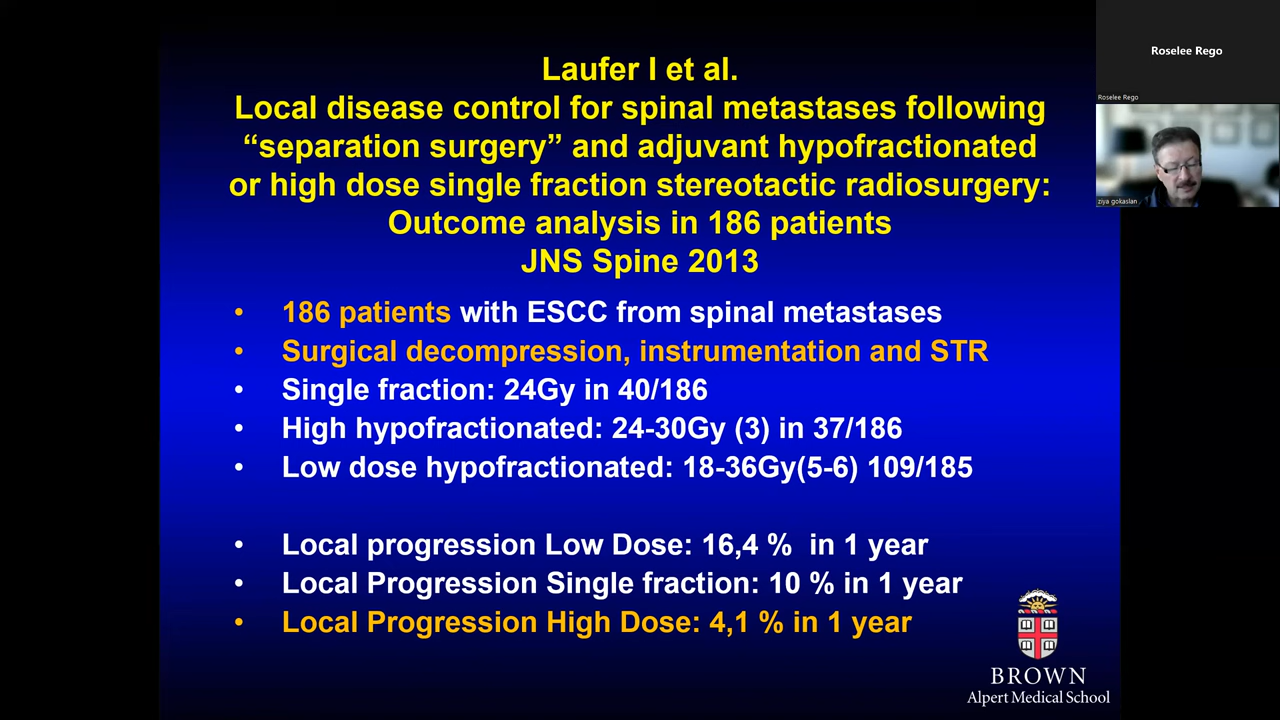 Laufer I et al.
Local disease control for spinal metastases following
“separation surgery” and adjuvant hypofractionated
or high dose single fraction stereotactic radiosurgery:
Outcome analysis in 186 patients
JNS Spine 2013
• 186 patients with ESCC from spinal metastases
• Surgical decompression, instrumentation and STR
• Single fraction: 24Gy in 40/186
• High hypofractionated: 24-30Gy (3) in 37/186
• Low dose hypofractionated: 18-36Gy(5-6) 109/185
• Local progression Low Dose: 16,4 % in 1 year
• Local Progression Single fraction: 10 % in 1 year
• Local Progression High Dose: 4,1 % in 1 year
BROWN
Alpert Medical School
Roselee Rego
Roselee Rego
ziya gokaslan